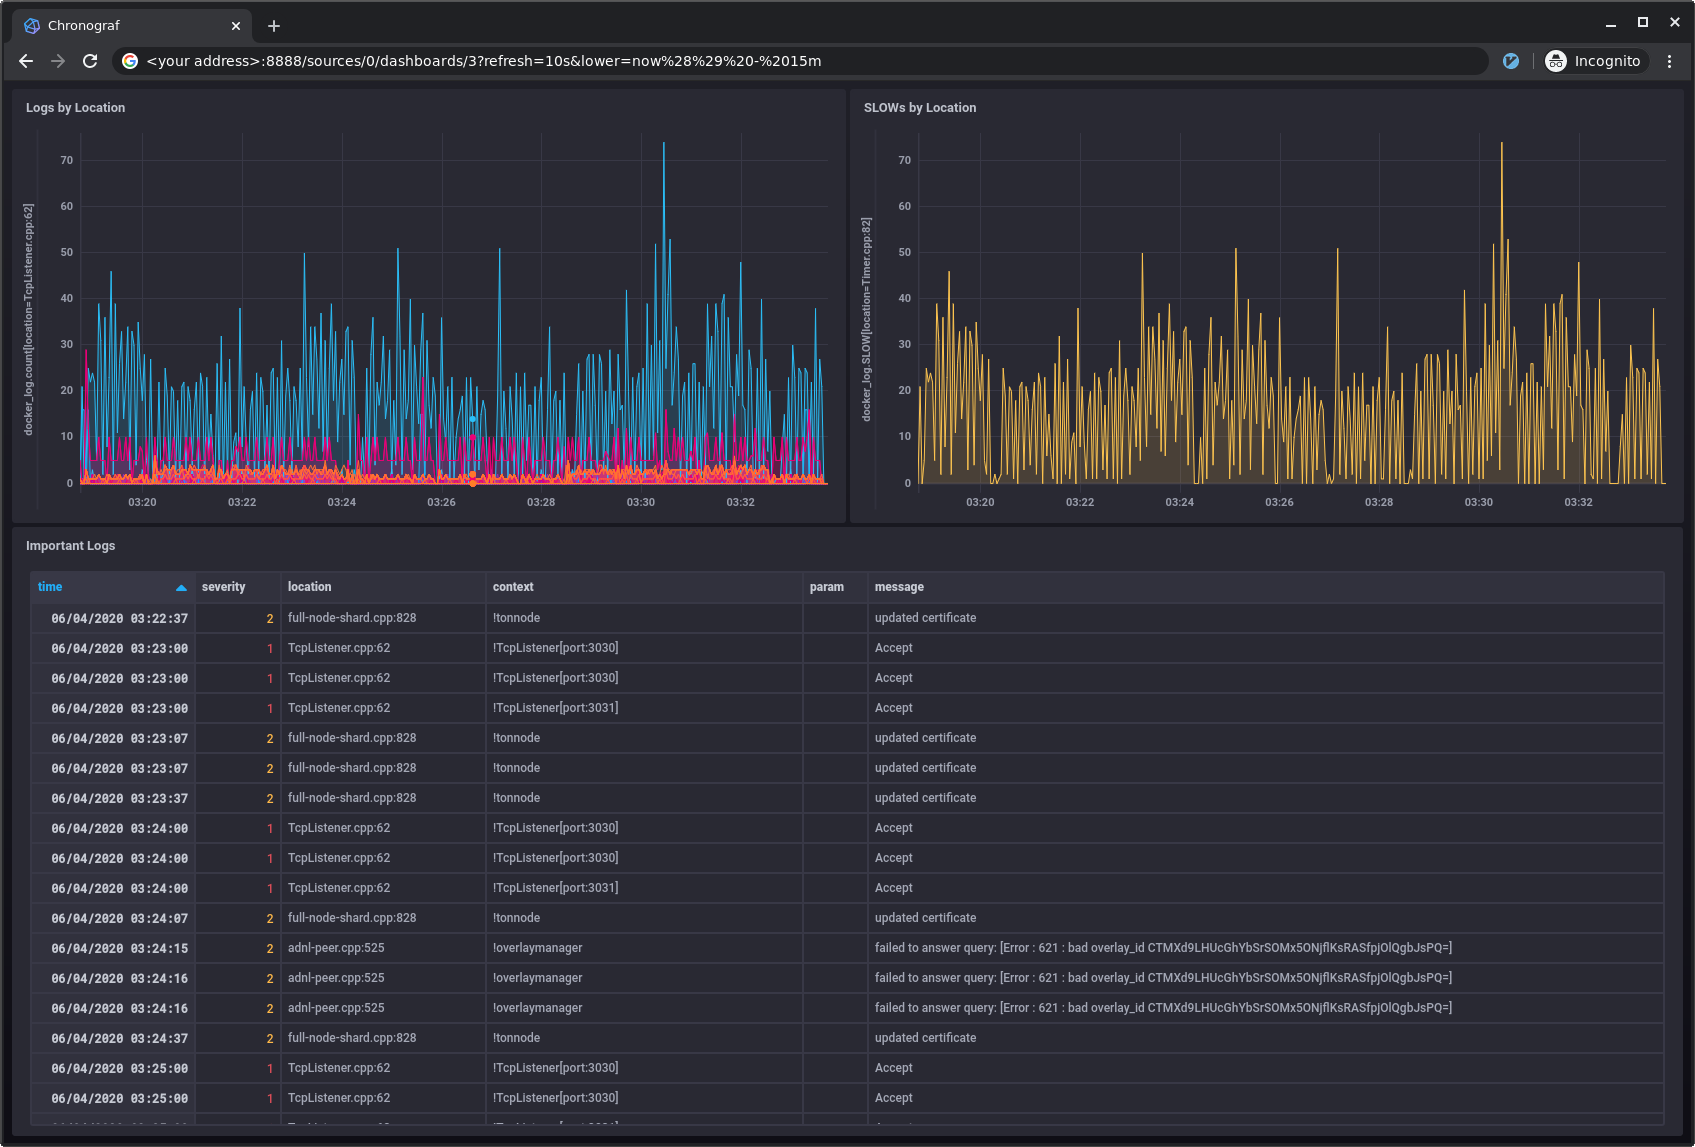 Chronograf
<your address>:8888/sources/0/dashboards/3?refresh=10s&lower=now%28%29%20-%2015m
Incognito
Logs by Location
docker_log.count[location=TcpListener.cpp:62]
70
60
50
40
30
20
10
0
03:20 03:22 03:24 03:26 03:28 03:30 03:32
SLOWs by Location
docker_log.SLOW[location=Timer.cpp:82]
70
60
50
40
30
20
10
0
03:20 03:22 03:24 03:26 03:28 03:30 03:32
Important Logs
time severity location context param message
06/04/2020 03:22:37 2 full-node-shard.cpp:828 !tonnode updated certificate
06/04/2020 03:23:00 1 TcpListener.cpp:62 !TcpListener[port:3030] Accept
06/04/2020 03:23:00 1 TcpListener.cpp:62 !TcpListener[port:3030] Accept
06/04/2020 03:23:00 1 TcpListener.cpp:62 !TcpListener[port:3031] Accept
06/04/2020 03:23:07 2 full-node-shard.cpp:828 !tonnode updated certificate
06/04/2020 03:23:07 2 full-node-shard.cpp:828 !tonnode updated certificate
06/04/2020 03:23:37 2 full-node-shard.cpp:828 !tonnode updated certificate
06/04/2020 03:24:00 1 TcpListener.cpp:62 !TcpListener[port:3030] Accept
06/04/2020 03:24:00 1 TcpListener.cpp:62 !TcpListener[port:3030] Accept
06/04/2020 03:24:00 1 TcpListener.cpp:62 !TcpListener[port:3031] Accept
06/04/2020 03:24:07 2 full-node-shard.cpp:828 !tonnode updated certificate
06/04/2020 03:24:15 2 adnl-peer.cpp:525 !overlaymanager failed to answer query: [Error : 621 : bad overlay_id CTMXd9LHUcGhYbSrSOMx5ONjflKsRASfpjOlQgbJsPQ=]
06/04/2020 03:24:16 2 adnl-peer.cpp:525 !overlaymanager failed to answer query: [Error : 621 : bad overlay_id CTMXd9LHUcGhYbSrSOMx5ONjflKsRASfpjOlQgbJsPQ=]
06/04/2020 03:24:16 2 adnl-peer.cpp:525 !overlaymanager failed to answer query: [Error : 621 : bad overlay_id CTMXd9LHUcGhYbSrSOMx5ONjflKsRASfpjOlQgbJsPQ=]
06/04/2020 03:24:37 2 full-node-shard.cpp:828 !tonnode updated certificate
06/04/2020 03:25:00 1 TcpListener.cpp:62 !TcpListener[port:3030] Accept
06/04/2020 03:25:00 1 TcpListener.cpp:62 !TcpListener[port:3030] Accept